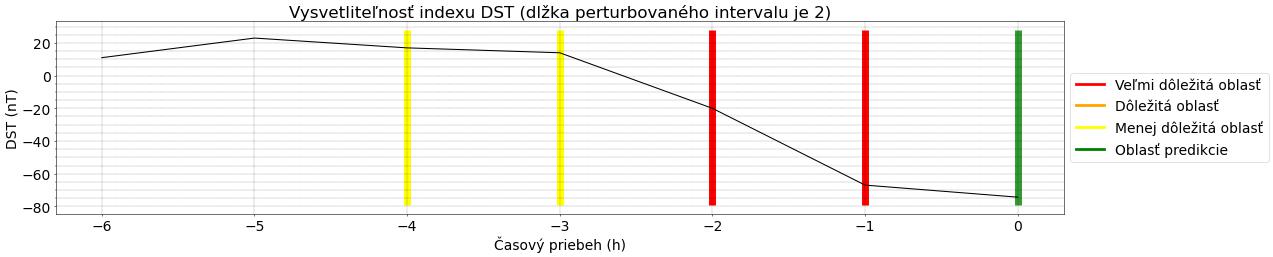 Vysvetliteľnosť indexu DST (dĺžka perturbovaného intervalu je 2)
DST (nT)
20
0
−20
−40
−60
−80
−6
−5
−4
−3
−2
−1
0
Časový priebeh (h)
Veľmi dôležitá oblasť
Dôležitá oblasť
Menej dôležitá oblasť
Oblasť predikcie